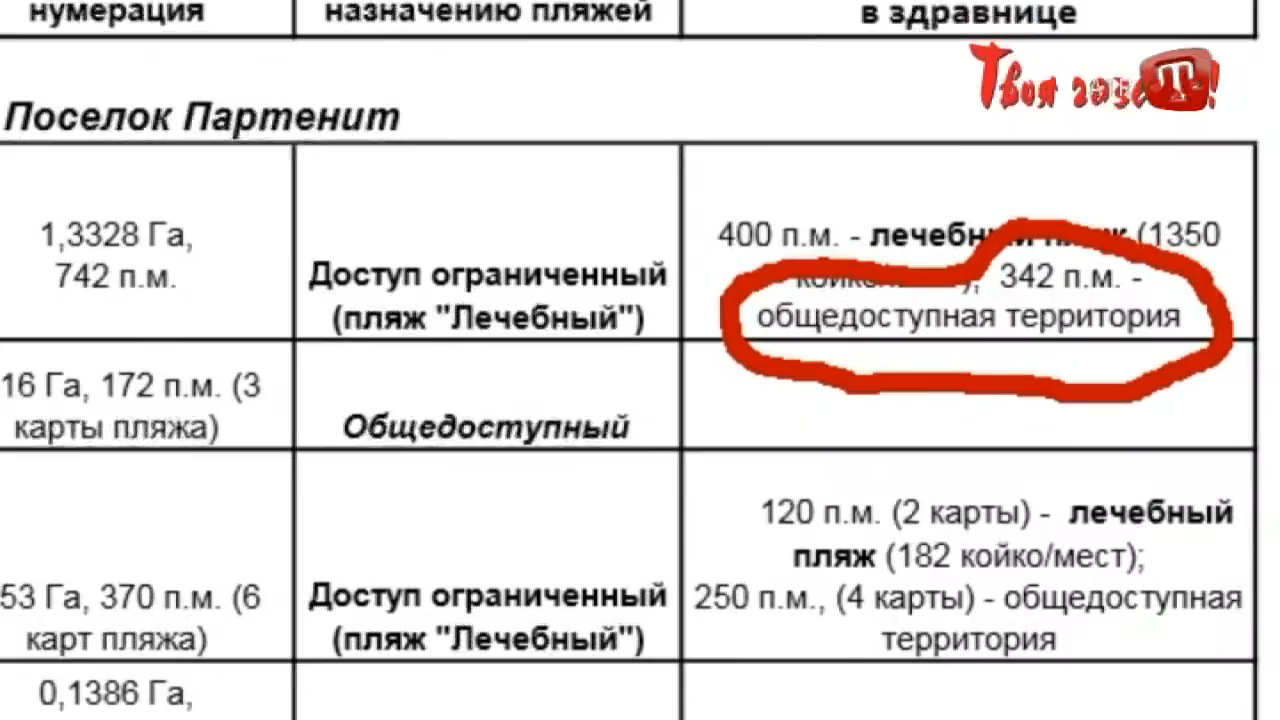 нумерация
назначению пляжей
в здравнице
Твоя
Поселок Партенит
1,3328 Га,
742 п.м.
Доступ ограниченный
(пляж "Лечебный")
400 п.м. - лечебный пляж (1350
342 п.м. -
общедоступная территория
16 Га, 172 п.м. (3
карты пляжа)
Общедоступный
53 Га, 370 п.м. (6
карт пляжа)
Доступ ограниченный
(пляж "Лечебный")
120 п.м. (2 карты) - лечебный
пляж (182 койко/мест);
250 п.м., (4 карты) - общедоступная
территория
0,1386 Га,